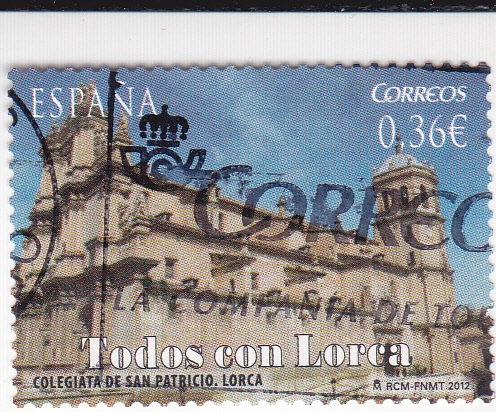 ESPAÑA
CORREOS
0,36€
CORREO
LA COMPAÑÍA DE TO
Todos con Lorca
COLEGIATA DE SAN PATRICIO. LORCA
RCM-FNMT 2012